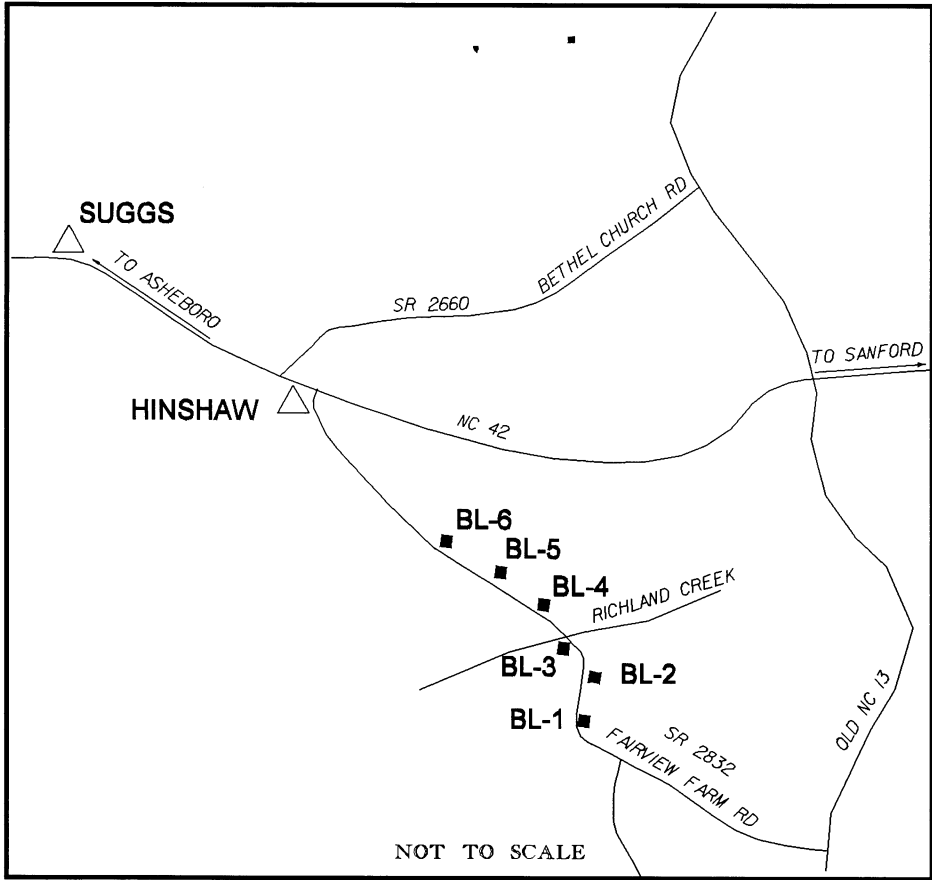 SUGGS
TO ASHEBORO
BETHEL CHURCH RD
SR 2660
TO SANFORD
HINSHAW
NC 42
BL-6
BL-5
BL-4
RICHLAND CREEK
BL-3
BL-2
BL-1
SR 2832
FAIRVIEW FARM RD
OLD NC 13
NOT TO SCALE